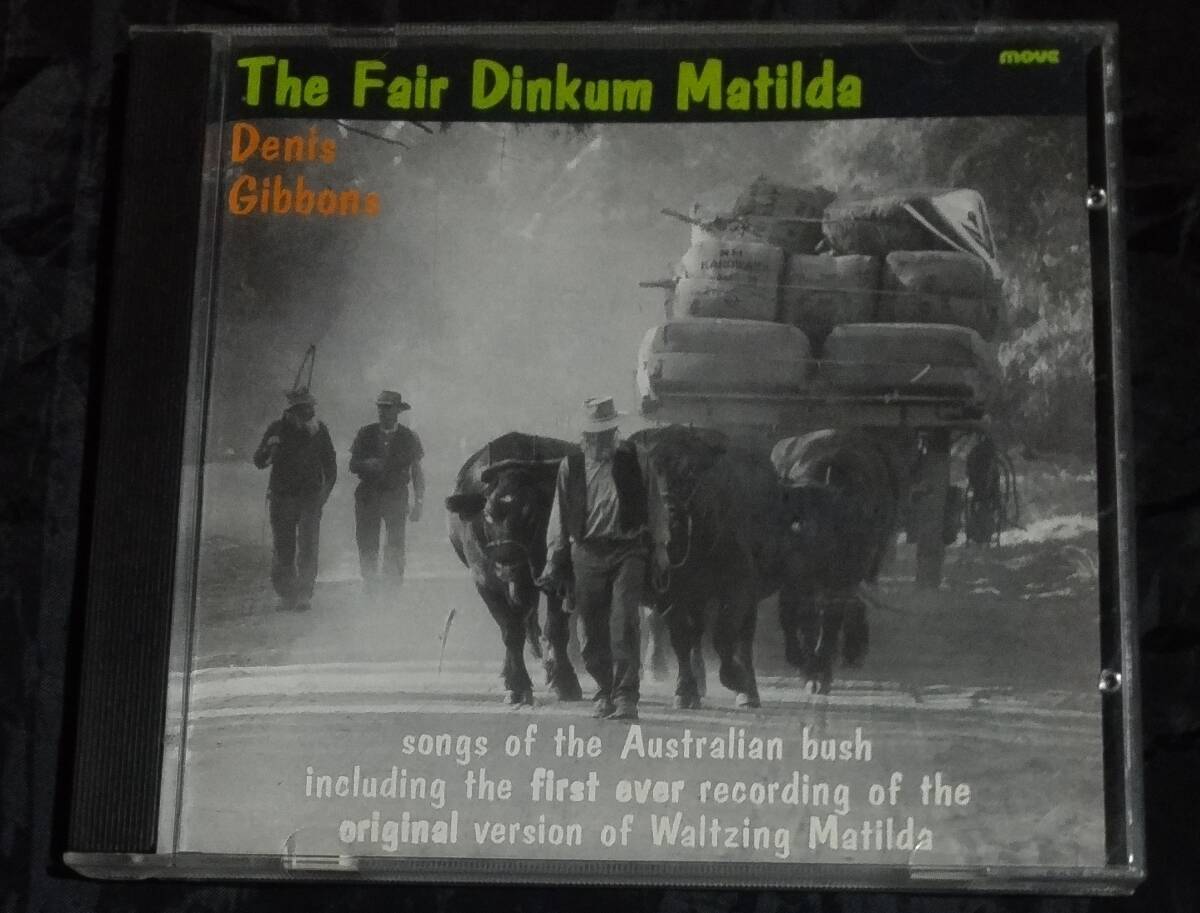 The Fair Dinkum Matilda
move
Denis
Gibbons
songs of the Australian bush
including the first ever recording of the
original version of Waltzing Matilda